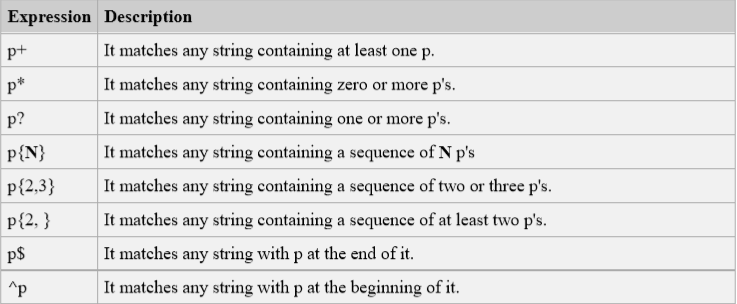 Expression Description
p+ It matches any string containing at least one p.
p* It matches any string containing zero or more p's.
p? It matches any string containing one or more p's.
p{N} It matches any string containing a sequence of N p's
p{2,3} It matches any string containing a sequence of two or three p's.
p{2, } It matches any string containing a sequence of at least two p's.
p$ It matches any string with p at the end of it.
^p It matches any string with p at the beginning of it.